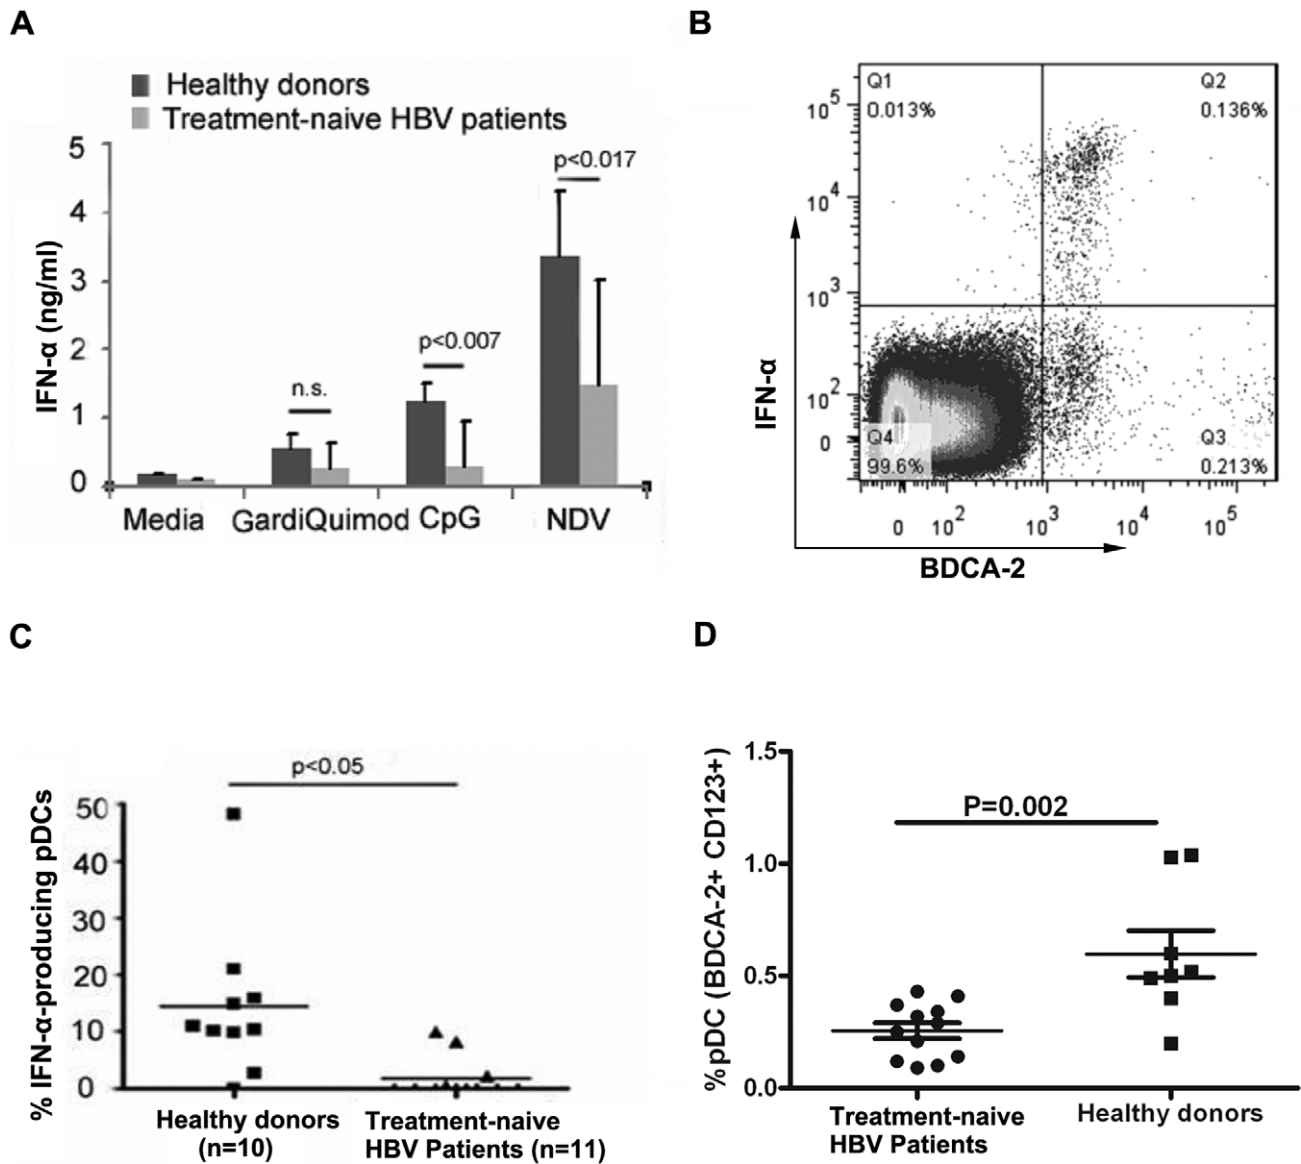 A
Healthy donors
Treatment-naive HBV patients
5
4
3
2
1
0
IFN-α (ng/ml)
n.s.
p<0.007
p<0.017
Media
GardiQuimod
CpG
NDV
B
Q1
0.013%
Q2
0.136%
Q4
99.6%
Q3
0.213%
10^5
10^4
10^3
10^2
0
IFN-α
0
10^2
10^3
10^4
10^5
BDCA-2
C
p<0.05
50
40
30
20
10
0
% IFN-α-producing pDCs
Healthy donors
(n=10)
Treatment-naive
HBV Patients (n=11)
D
P=0.002
1.5
1.0
0.5
0.0
%pDC (BDCA-2+ CD123+)
Treatment-naive
HBV Patients
Healthy donors